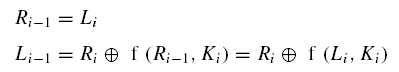 R_{i−1} = L_i
L_{i−1} = R_i ⊕ f (R_{i−1}, K_i) = R_i ⊕ f (L_i, K_i)